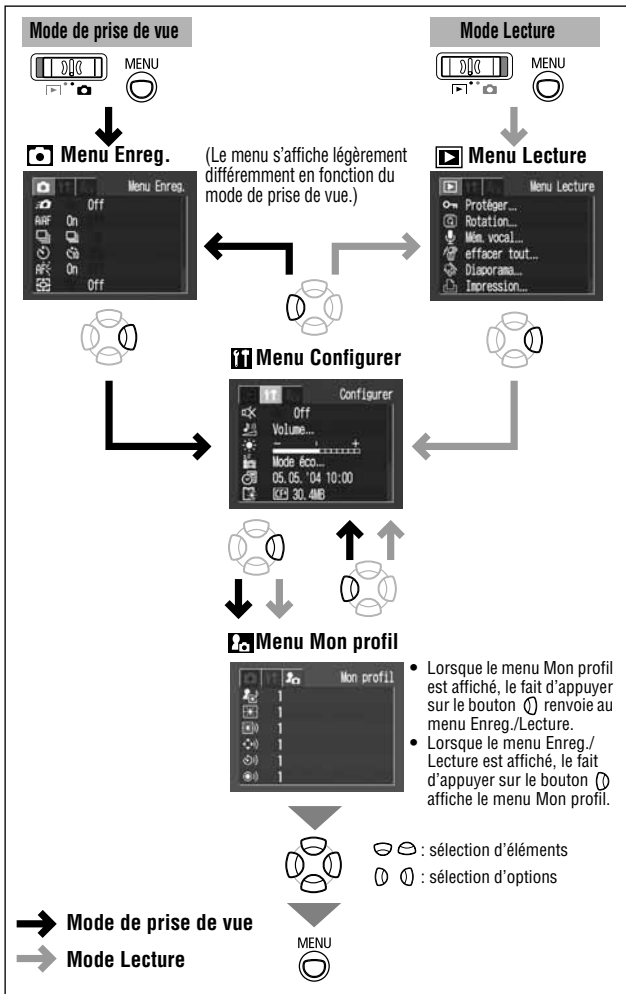 Mode de prise de vue
Mode Lecture
MENU
MENU
Menu Enreg.
(Le menu s'affiche légèrement
différemment en fonction du
mode de prise de vue.)
Menu Lecture
Menu Enreg.
Off
On
On
Off
Menu Lecture
Protéger...
Rotation...
Mém. vocal...
effacer tout...
Diaporama...
Impression...
Menu Configurer
Configurer
Off
Volume...
Mode éco...
05.05.'04 10:00
CF 30.4MB
Menu Mon profil
Mon profil
1
1
1
1
1
1
• Lorsque le menu Mon profil
est affiché, le fait d'appuyer
sur le bouton renvoie au
menu Enreg./Lecture.
• Lorsque le menu Enreg./
Lecture est affiché, le fait
d'appuyer sur le bouton
affiche le menu Mon profil.
: sélection d'éléments
: sélection d'options
Mode de prise de vue
Mode Lecture
MENU